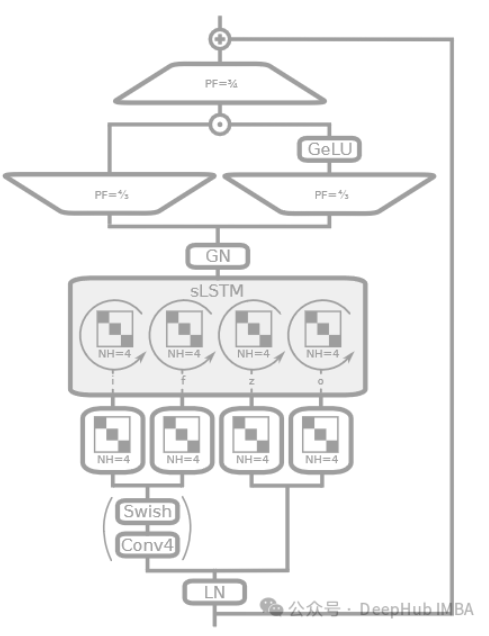 PF=¾
GeLU
PF=⁴⁄₃
PF=⁴⁄₃
GN
sLSTM
NH=4
NH=4
NH=4
NH=4
i
f
z
o
NH=4
NH=4
NH=4
NH=4
Swish
Conv4
LN
公众号 · DeepHub IMBA